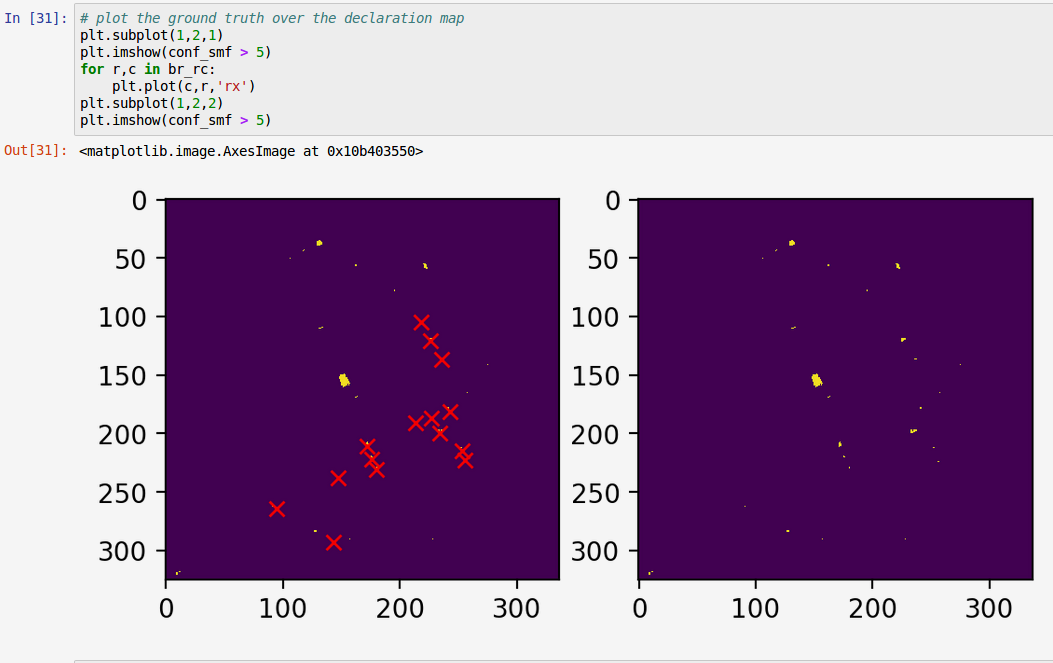 In [31]: # plot the ground truth over the declaration map
plt.subplot(1,2,1)
plt.imshow(conf_smf > 5)
for r,c in br_rc:
    plt.plot(c,r,'rx')
plt.subplot(1,2,2)
plt.imshow(conf_smf > 5)
Out[31]: <matplotlib.image.AxesImage at 0x10b403550>
0
50
100
150
200
250
300
0 100 200 300
0
50
100
150
200
250
300
0 100 200 300